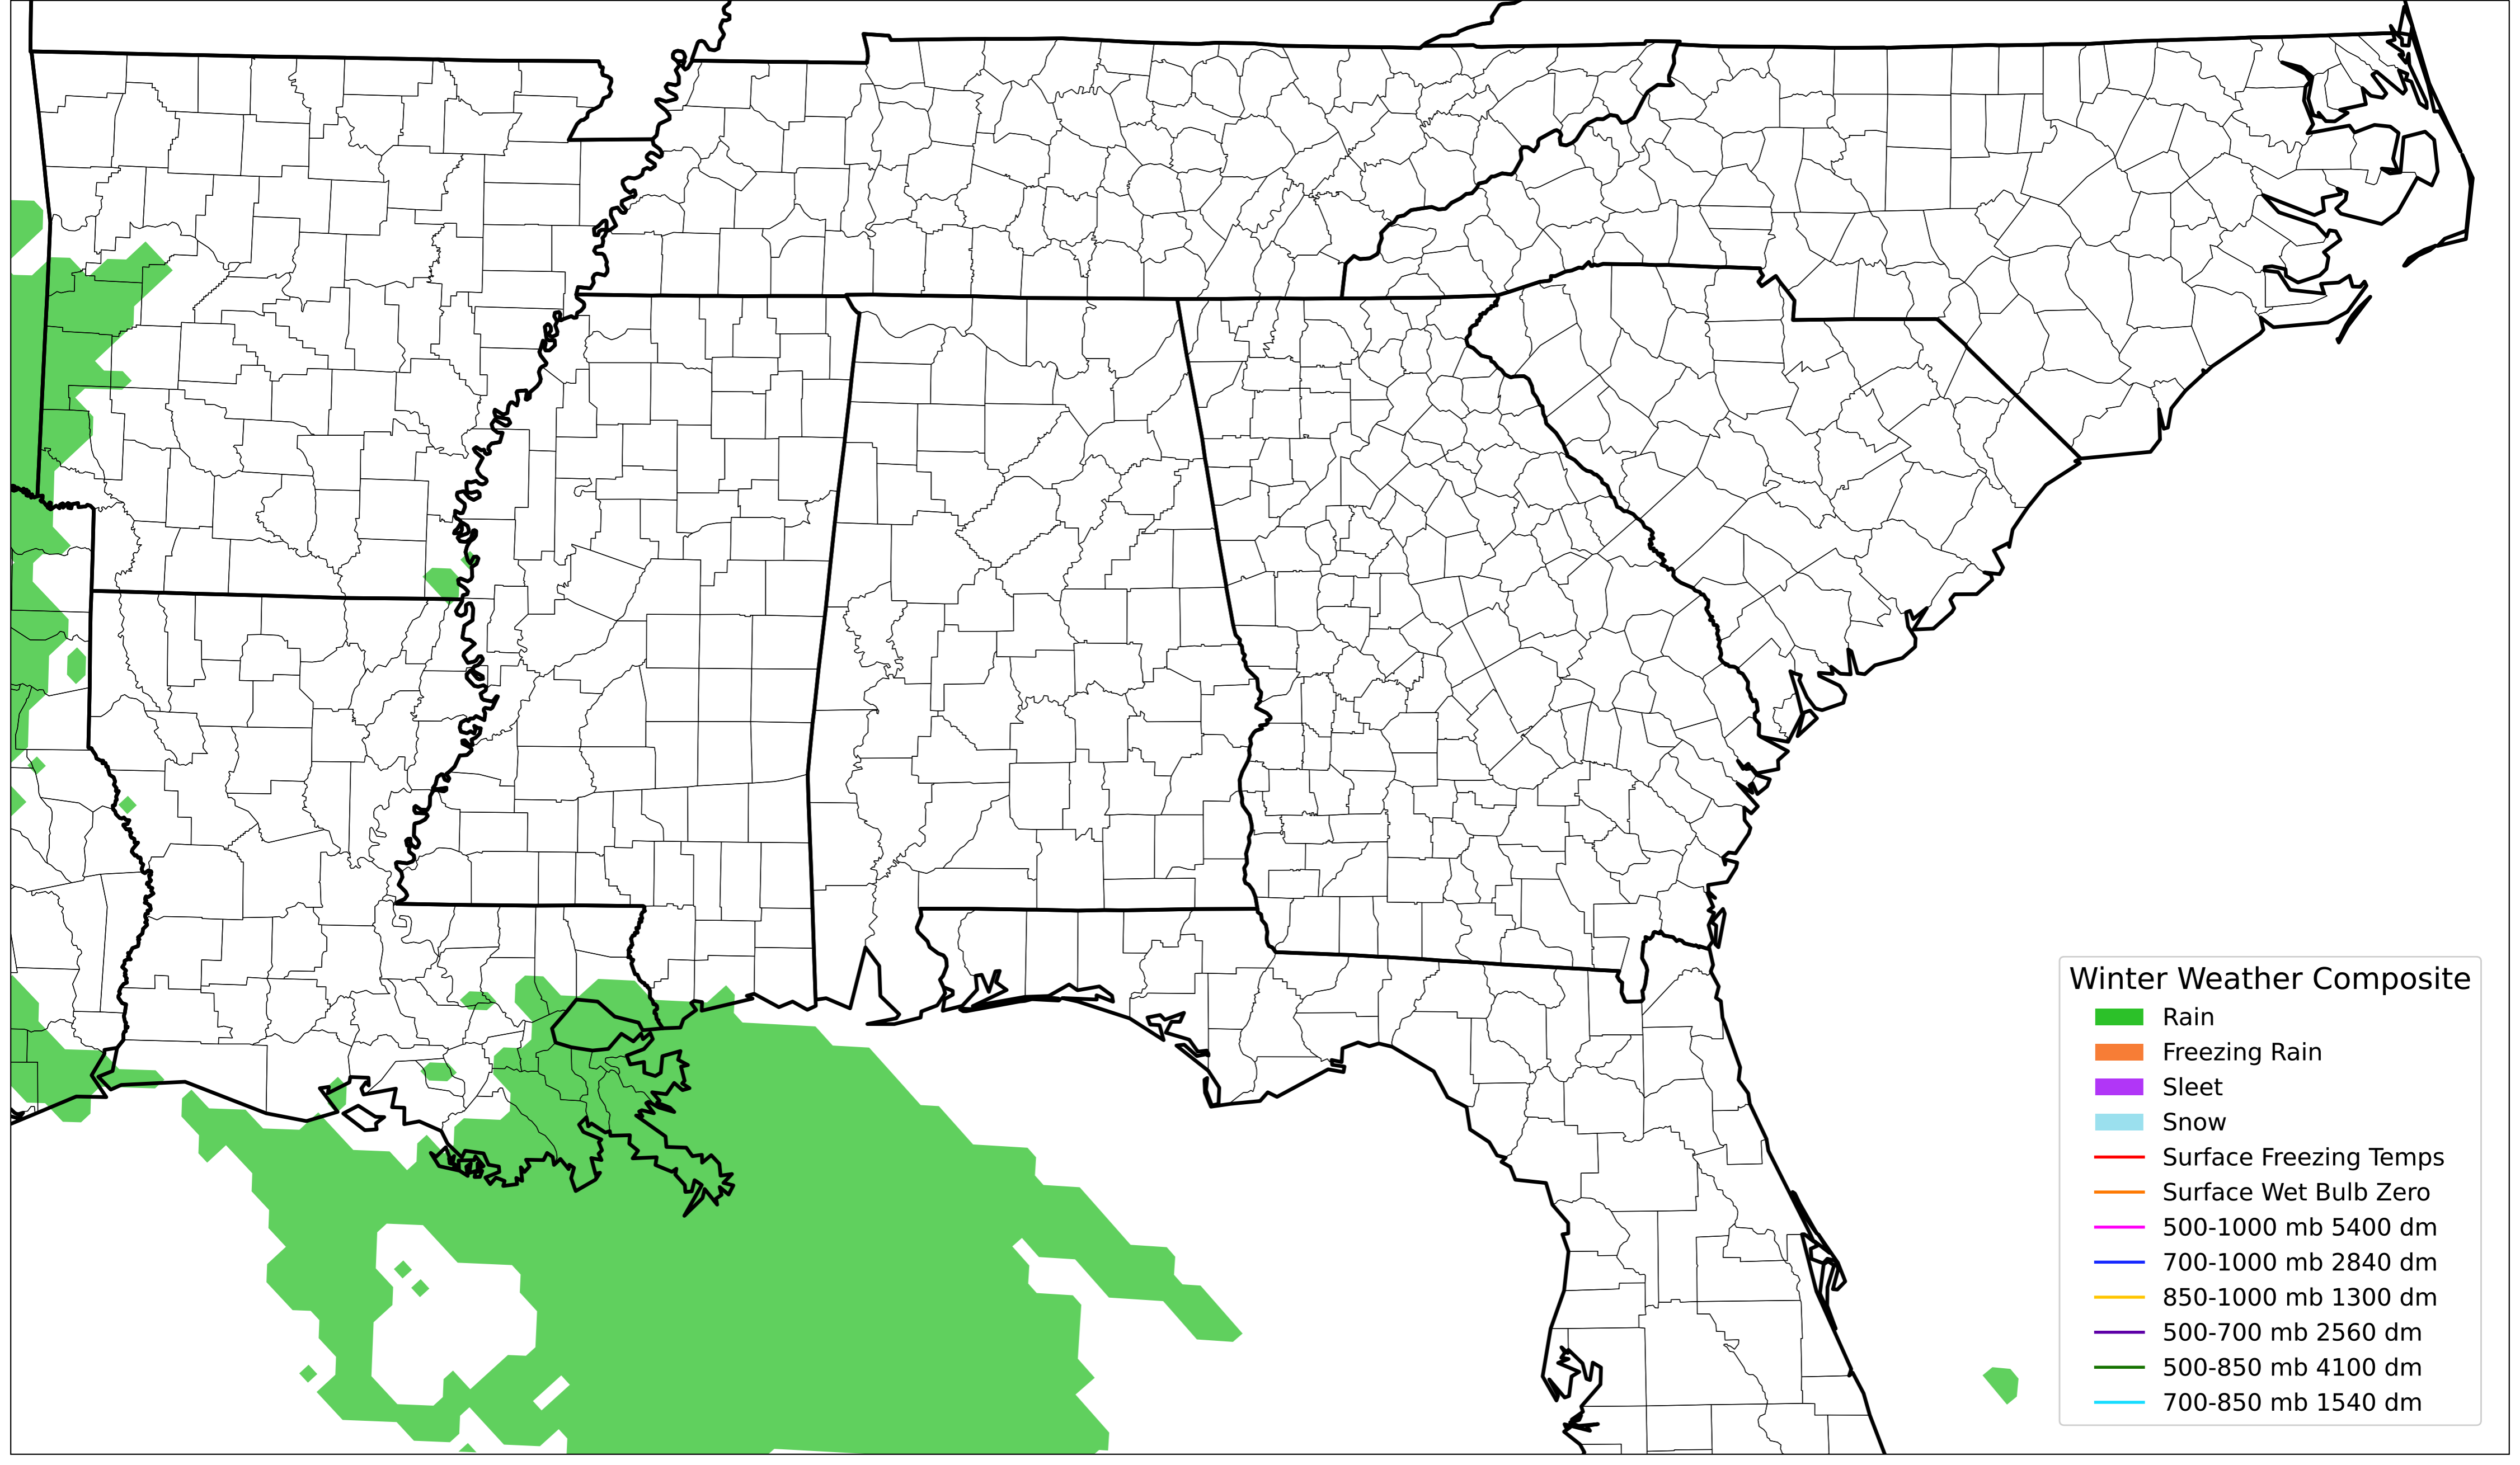 Winter Weather Composite
Rain
Freezing Rain
Sleet
Snow
Surface Freezing Temps
Surface Wet Bulb Zero
500-1000 mb 5400 dm
700-1000 mb 2840 dm
850-1000 mb 1300 dm
500-700 mb 2560 dm
500-850 mb 4100 dm
700-850 mb 1540 dm